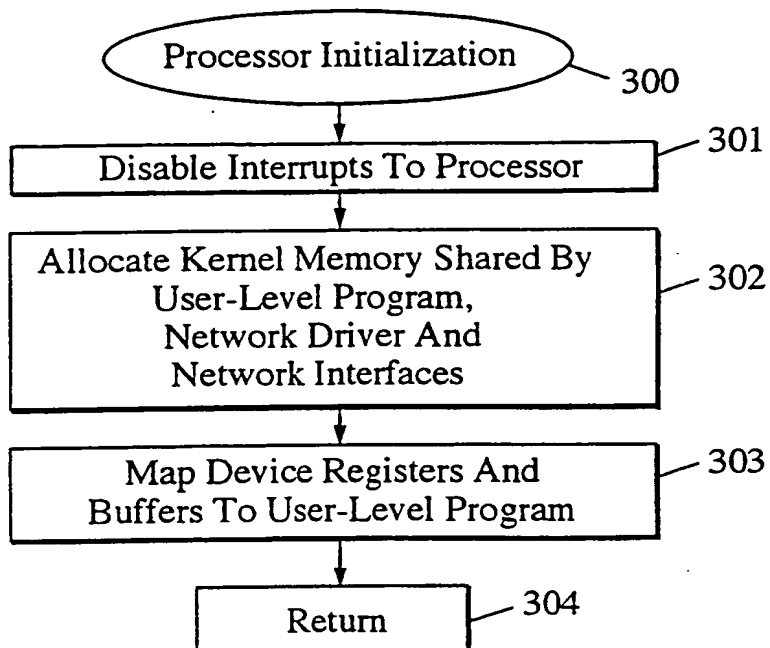 Processor Initialization
300
301
Disable Interrupts To Processor
Allocate Kernel Memory Shared By
User-Level Program,
Network Driver And
Network Interfaces
302
Map Device Registers And
Buffers To User-Level Program
303
Return
304